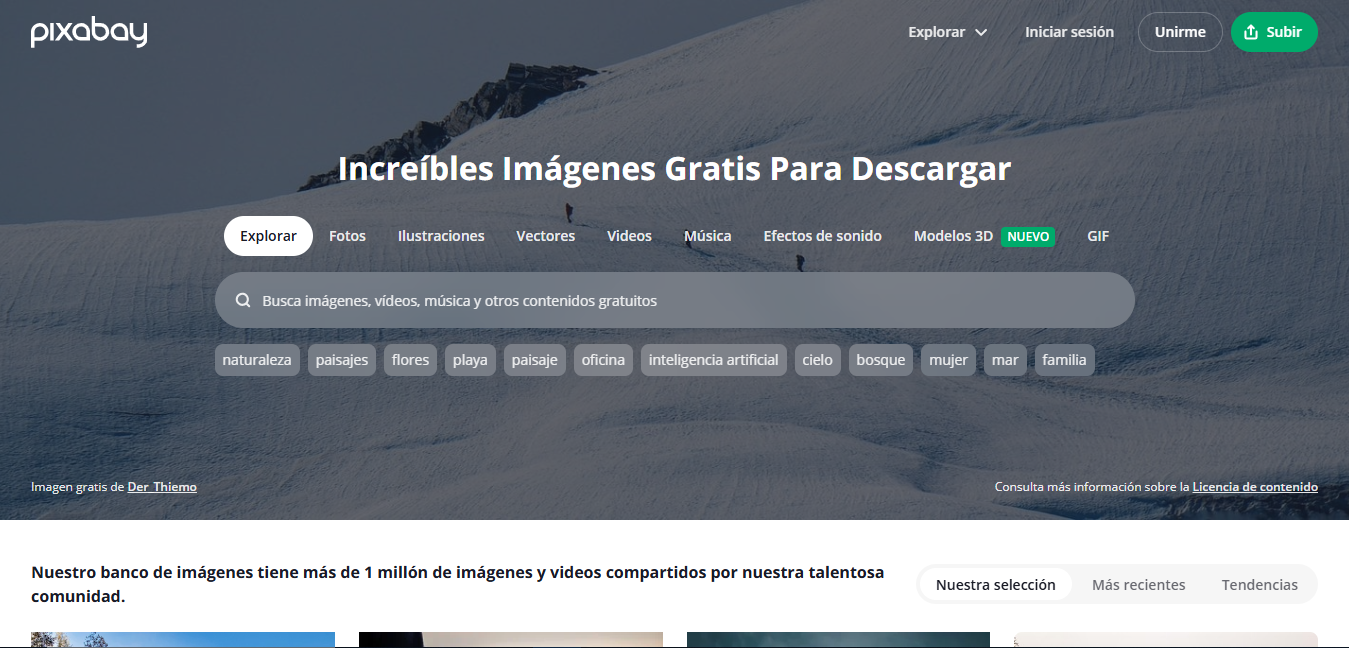 pixabay
Explorar
Iniciar sesión
Unirme
Subir
Increíbles Imágenes Gratis Para Descargar
Explorar
Fotos
Ilustraciones
Vectores
Videos
Música
Efectos de sonido
Modelos 3D NUEVO
GIF
Busca imágenes, vídeos, música y otros contenidos gratuitos
naturaleza
paisajes
flores
playa
paisaje
oficina
inteligencia artificial
cielo
bosque
mujer
mar
familia
Imagen gratis de Der_Thiemo
Consulta más información sobre la Licencia de contenido
Nuestro banco de imágenes tiene más de 1 millón de imágenes y videos compartidos por nuestra talentosa
comunidad.
Nuestra selección
Más recientes
Tendencias